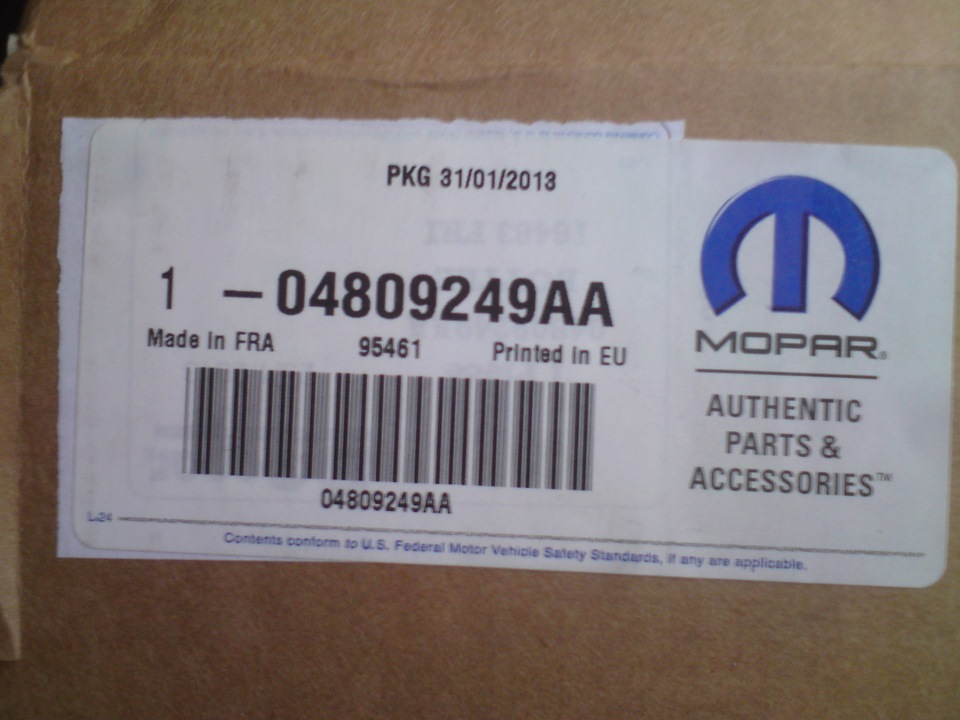 PKG 31/01/2013
1 – 04809249AA
Made in FRA 95461 Printed in EU
04809249AA
L-24
Contents conform to U.S. Federal Motor Vehicle Safety Standards, if any are applicable.
MOPAR®
AUTHENTIC
PARTS &
ACCESSORIES™